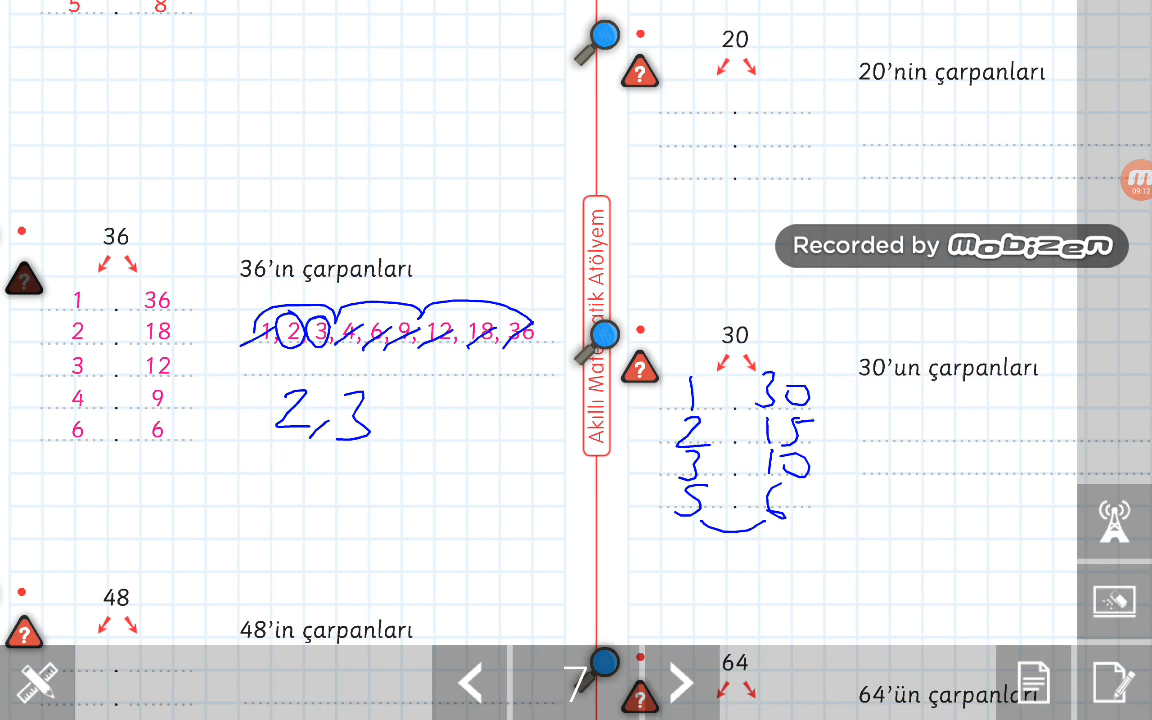 5 . 8
36
36'ın çarpanları
1 . 36
2 . 18
3 . 12
4 . 9
6 . 6
1, 2, 3, 4, 6, 9, 12, 18, 36
2, 3
48
48'in çarpanları
Akıllı Matematik Atölyem
20
20'nin çarpanları
09:12
Recorded by mobizen
30
30'un çarpanları
1 . 30
2 . 15
3 . 10
5 . 6
64
64'ün çarpanları
7